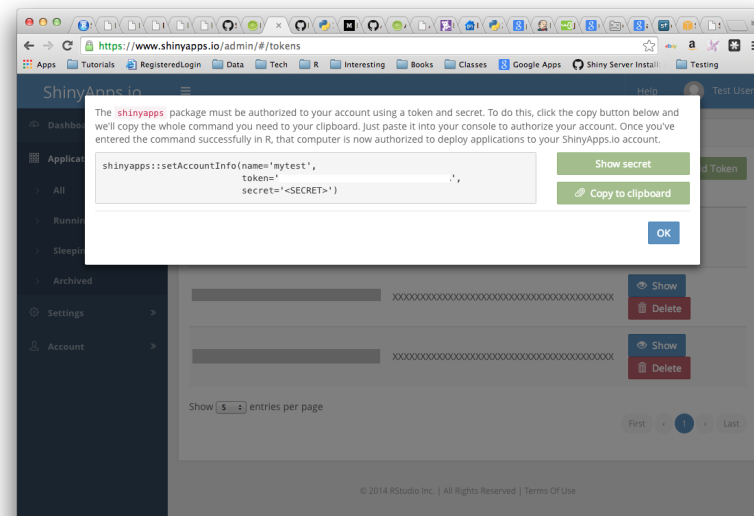 https://www.shinyapps.io/admin/#/tokens
Apps Tutorials RegisteredLogin Data Tech R Interesting Books Classes Google Apps Shiny Server Install Testing
ShinyApps.io Help Test User
The shinyapps package must be authorized to your account using a token and secret. To do this, click the copy button below and
we'll copy the whole command you need to your clipboard. Just paste it into your console to authorize your account. Once you've
entered the command successfully in R, that computer is now authorized to deploy applications to your ShinyApps.io account.
shinyapps::setAccountInfo(name='mytest',
token=' ',
secret='<SECRET>')
Show secret
Copy to clipboard
OK
Dashbo
Applicat
d Token
All
Runnin
Sleepin
Archived
Settings
Account
XXXXXXXXXXXXXXXXXXXXXXXXXXXXXXXXXXXXXXXX
Show
Delete
XXXXXXXXXXXXXXXXXXXXXXXXXXXXXXXXXXXXXXXX
Show
Delete
Show 5 entries per page
First 1 Last
© 2014 RStudio Inc. | All Rights Reserved | Terms Of Use